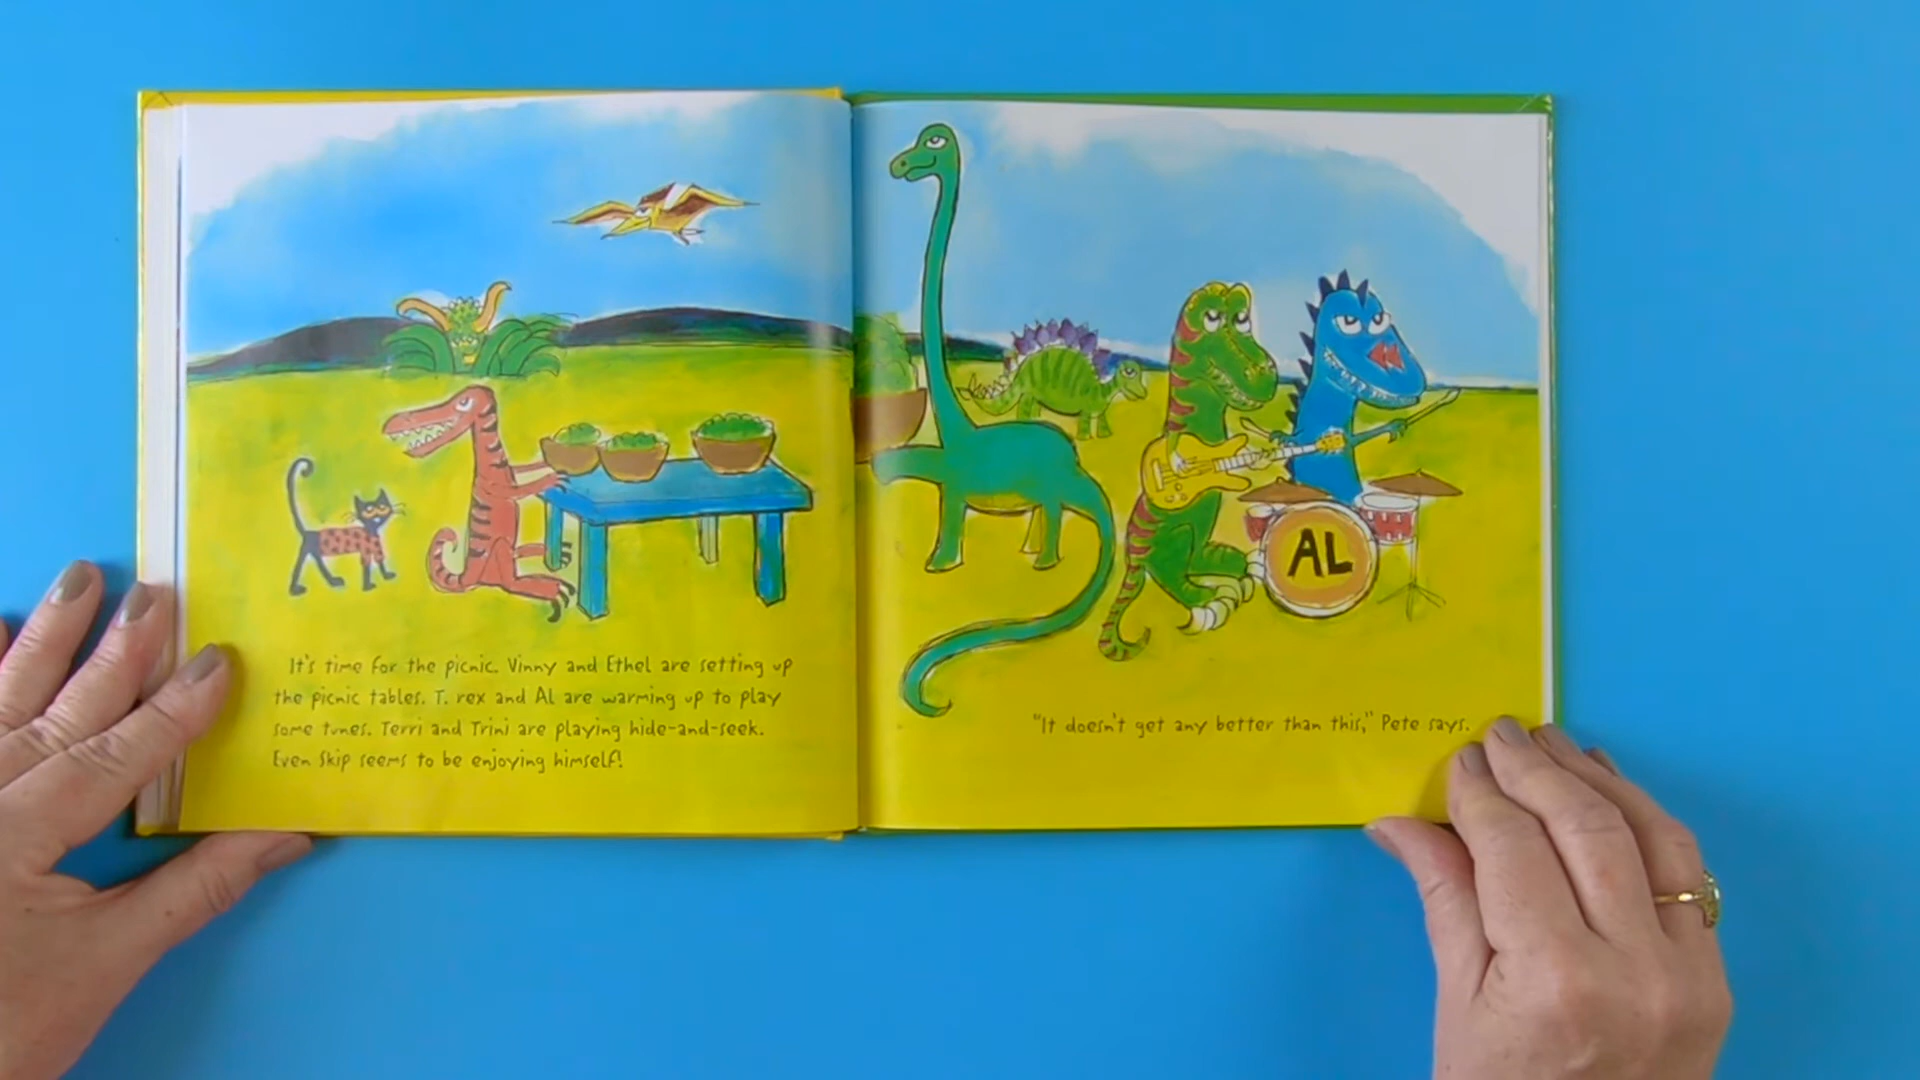 It's time for the picnic. Vinny and Ethel are setting up
the picnic tables. T. rex and Al are warming up to play
some tunes. Terri and Trini are playing hide-and-seek.
Even Skip seems to be enjoying himself!
AL
"It doesn't get any better than this," Pete says.